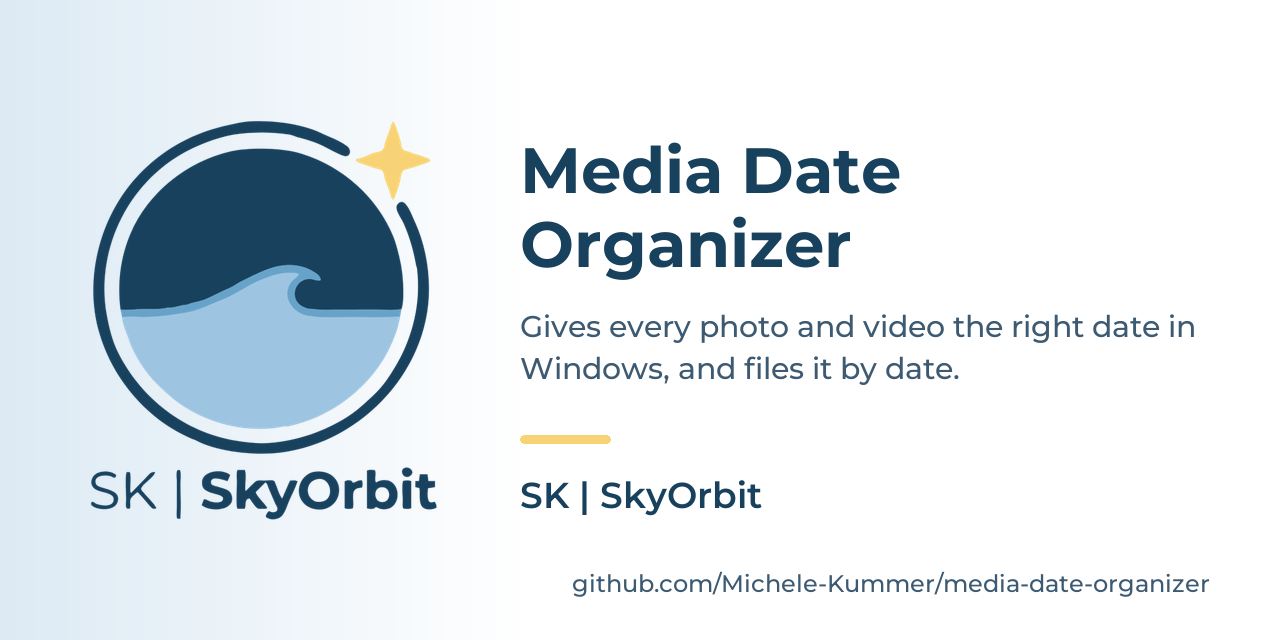 SK | SkyOrbit
Media Date
Organizer
Gives every photo and video the right date in
Windows, and files it by date.
SK | SkyOrbit
github.com/Michele-Kummer/media-date-organizer